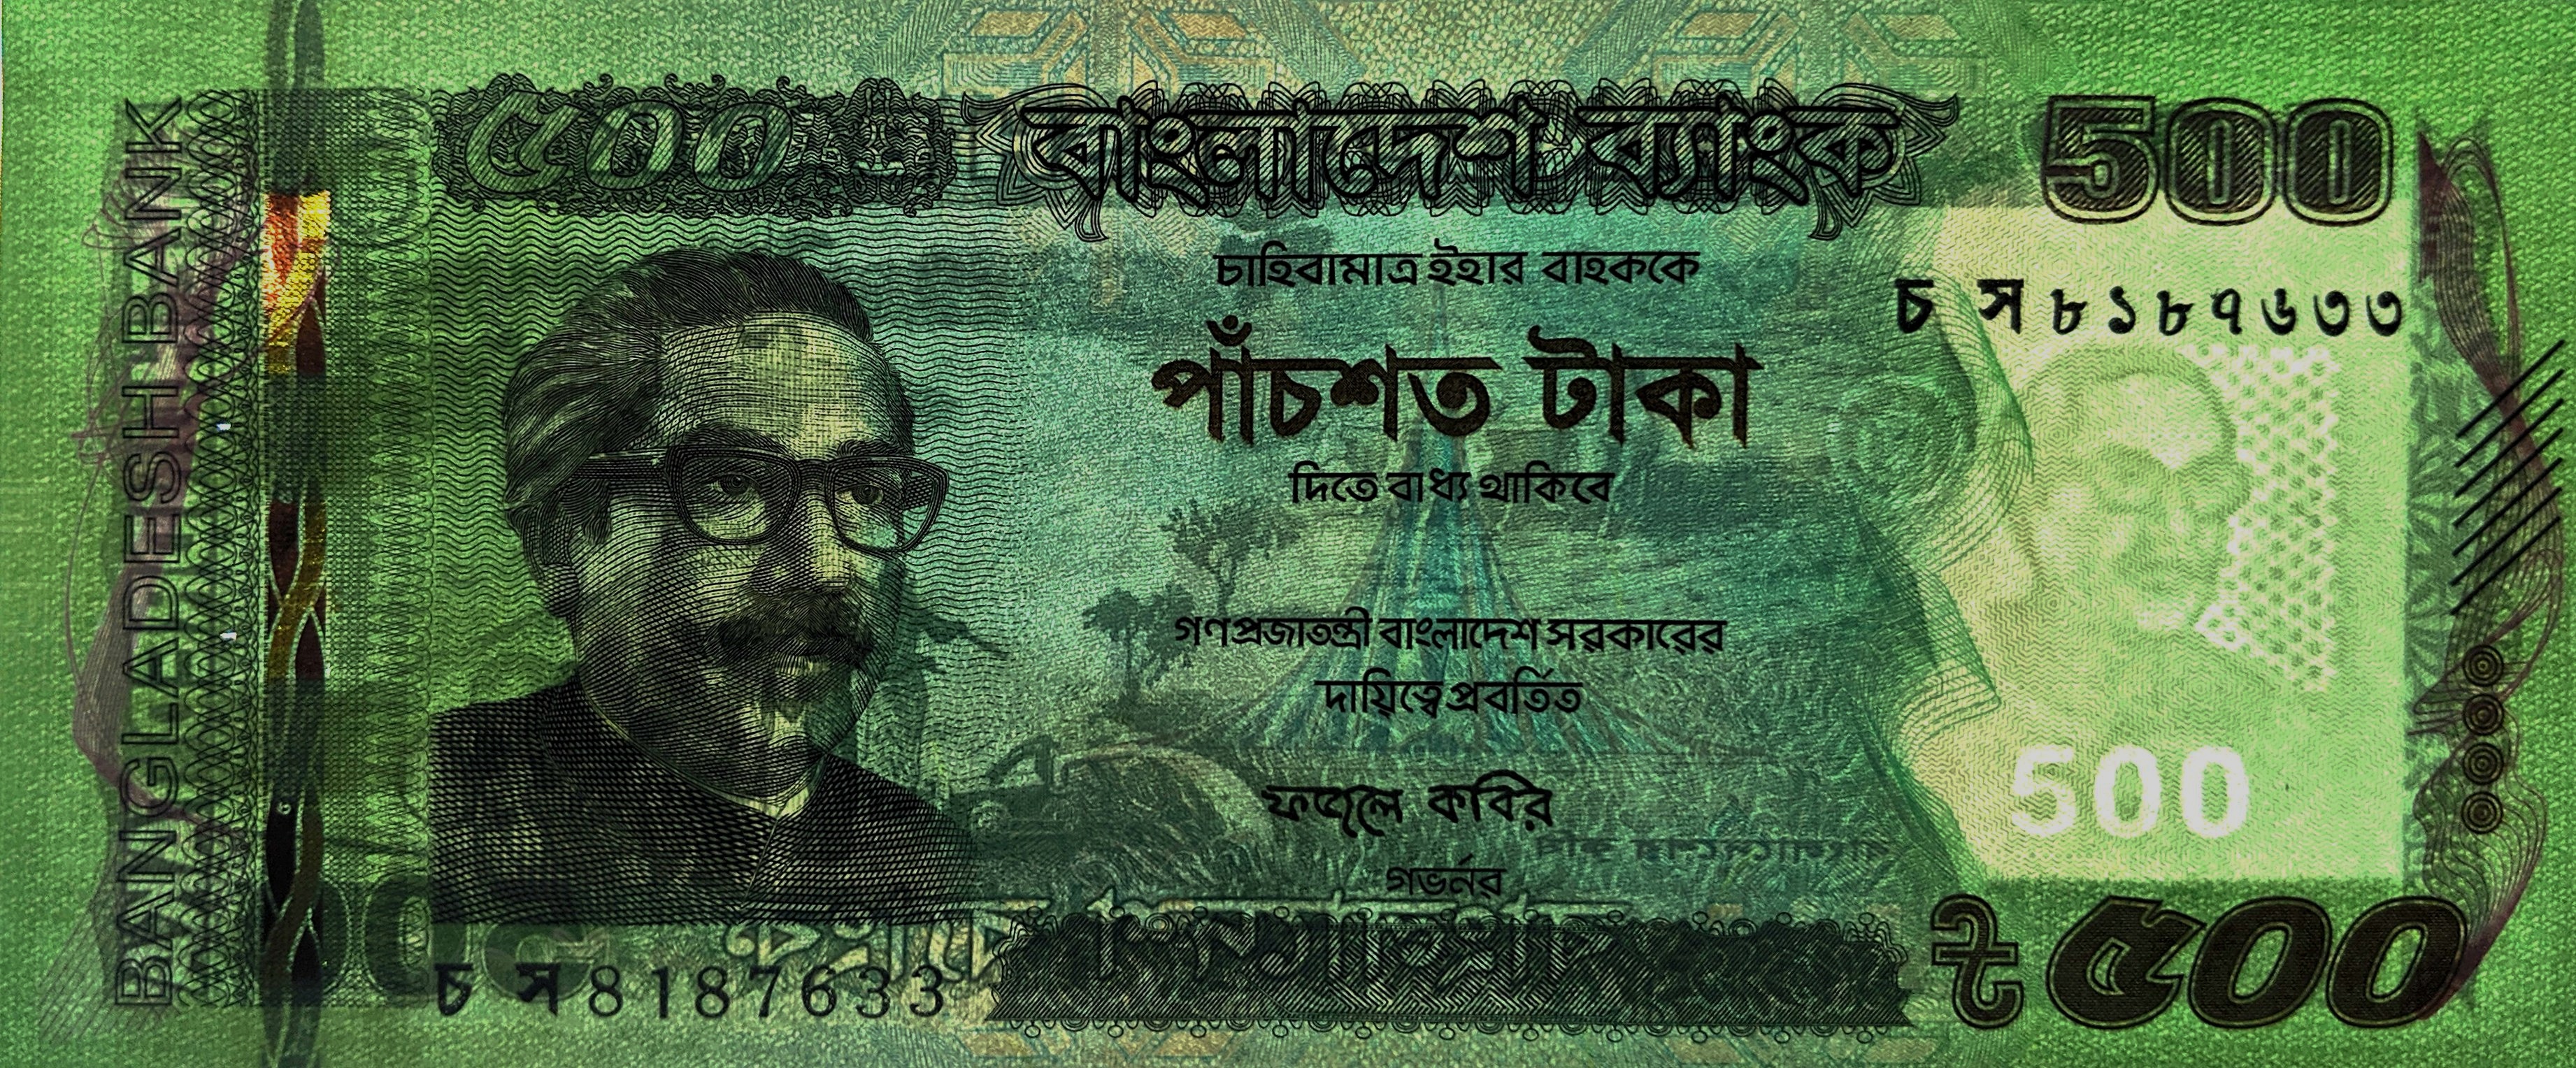 ৫০০
বাংলাদেশ ব্যাংক
500
BANGLADESH BANK
চাহিবামাত্র ইহার বাহককে
চ স ৮১৮৭৬৩৩
পাঁচশত টাকা
দিতে বাধ্য থাকিবে
গণপ্রজাতন্ত্রী বাংলাদেশ সরকারের
দায়িত্বে প্রবর্তিত
500
ফজলে কবির
গভর্নর
চ স 8187633
৳ ৫০০